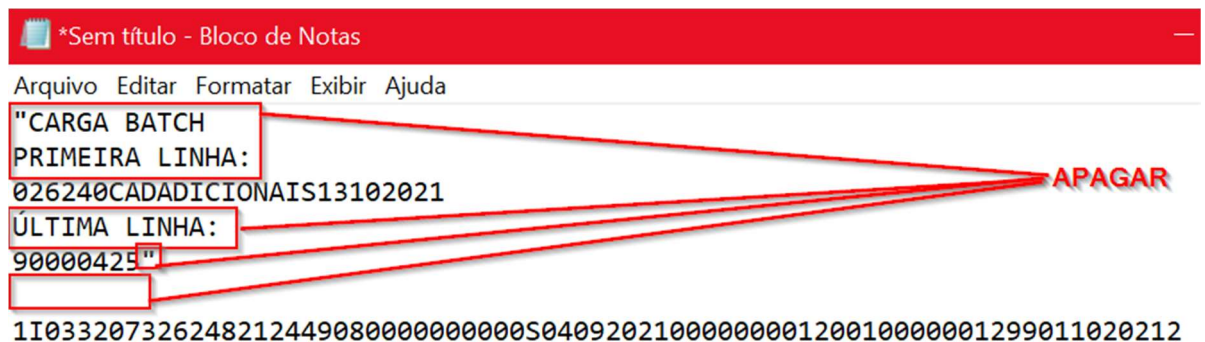 *Sem título - Bloco de Notas
Arquivo Editar Formatar Exibir Ajuda
"CARGA BATCH
PRIMEIRA LINHA:
APAGAR
026240CADADICIONAIS13102021
ÚLTIMA LINHA:
90000425"
1I0332073262482124490800000000000S04092021000000001200100000001299011020212